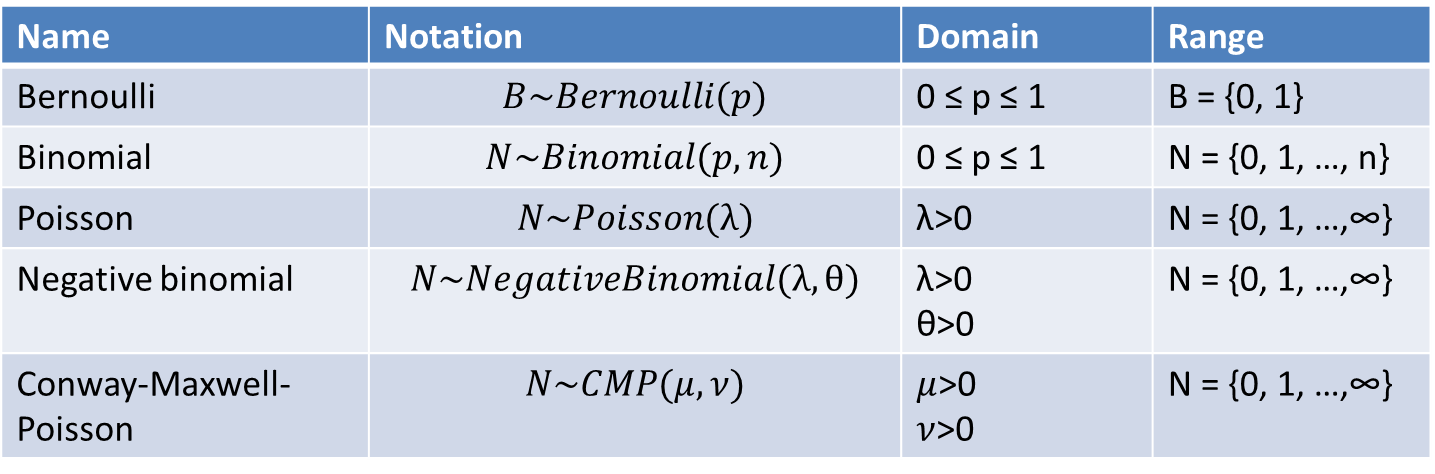 Name Notation Domain Range
Bernoulli B~Bernoulli(p) 0 ≤ p ≤ 1 B = {0, 1}
Binomial N~Binomial(p, n) 0 ≤ p ≤ 1 N = {0, 1, …, n}
Poisson N~Poisson(λ) λ>0 N = {0, 1, …,∞}
Negative binomial N~NegativeBinomial(λ, θ) λ>0 N = {0, 1, …,∞}
θ>0
Conway-Maxwell- N~CMP(μ, ν) μ>0 N = {0, 1, …,∞}
Poisson ν>0